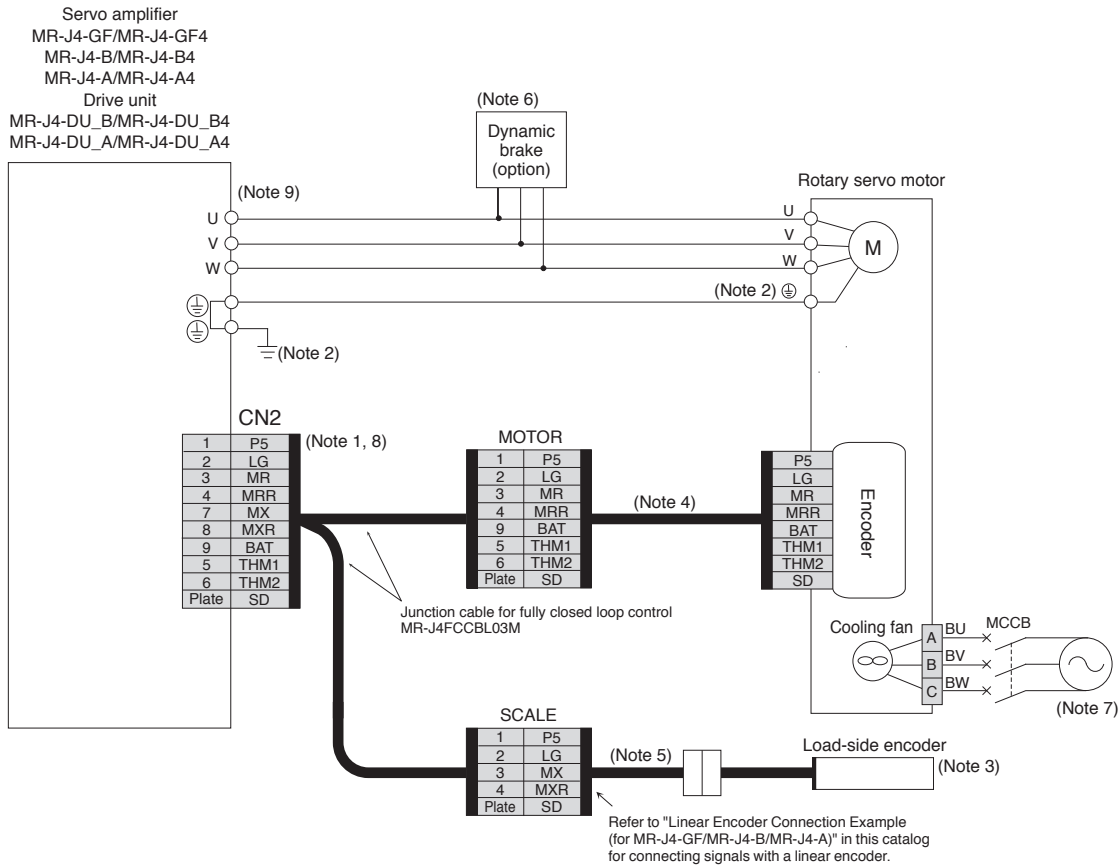 Servo amplifier
MR-J4-GF/MR-J4-GF4
MR-J4-B/MR-J4-B4
MR-J4-A/MR-J4-A4
Drive unit
MR-J4-DU_B/MR-J4-DU_B4
MR-J4-DU_A/MR-J4-DU_A4
(Note 6)
Dynamic
brake
(option)
Rotary servo motor
(Note 9)
U
V
W
U
V
W
M
(Note 2)
(Note 2)
CN2
(Note 1, 8)
1 P5
2 LG
3 MR
4 MRR
7 MX
8 MXR
9 BAT
5 THM1
6 THM2
Plate SD
MOTOR
1 P5
2 LG
3 MR
4 MRR
9 BAT
5 THM1
6 THM2
Plate SD
(Note 4)
P5
LG
MR
MRR
BAT
THM1
THM2
SD
Encoder
Junction cable for fully closed loop control
MR-J4FCCBL03M
Cooling fan
A BU
B BV
C BW
MCCB
(Note 7)
SCALE
1 P5
2 LG
3 MX
4 MXR
Plate SD
(Note 5)
Load-side encoder
(Note 3)
Refer to "Linear Encoder Connection Example
(for MR-J4-GF/MR-J4-B/MR-J4-A)" in this catalog
for connecting signals with a linear encoder.